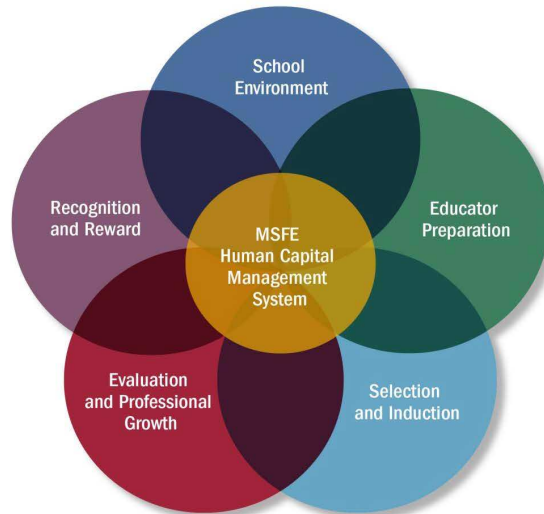 School
Environment
Recognition
and Reward
Educator
Preparation
MSFE
Human Capital
Management
System
Evaluation
and Professional
Growth
Selection
and Induction